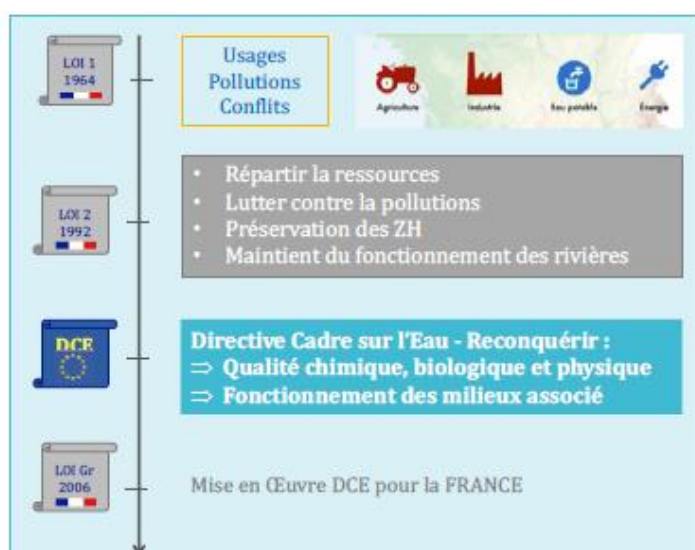 LOI 1
1964
Usages
Pollutions
Conflits
Agriculture
Industrie
Eau potable
Énergie
LOI 2
1992
• Répartir la ressources
• Lutter contre la pollutions
• Préservation des ZH
• Maintient du fonctionnement des rivières
DCE
Directive Cadre sur l'Eau - Reconquérir :
⇒ Qualité chimique, biologique et physique
⇒ Fonctionnement des milieux associé
LOI Gr
2006
Mise en Œuvre DCE pour la FRANCE